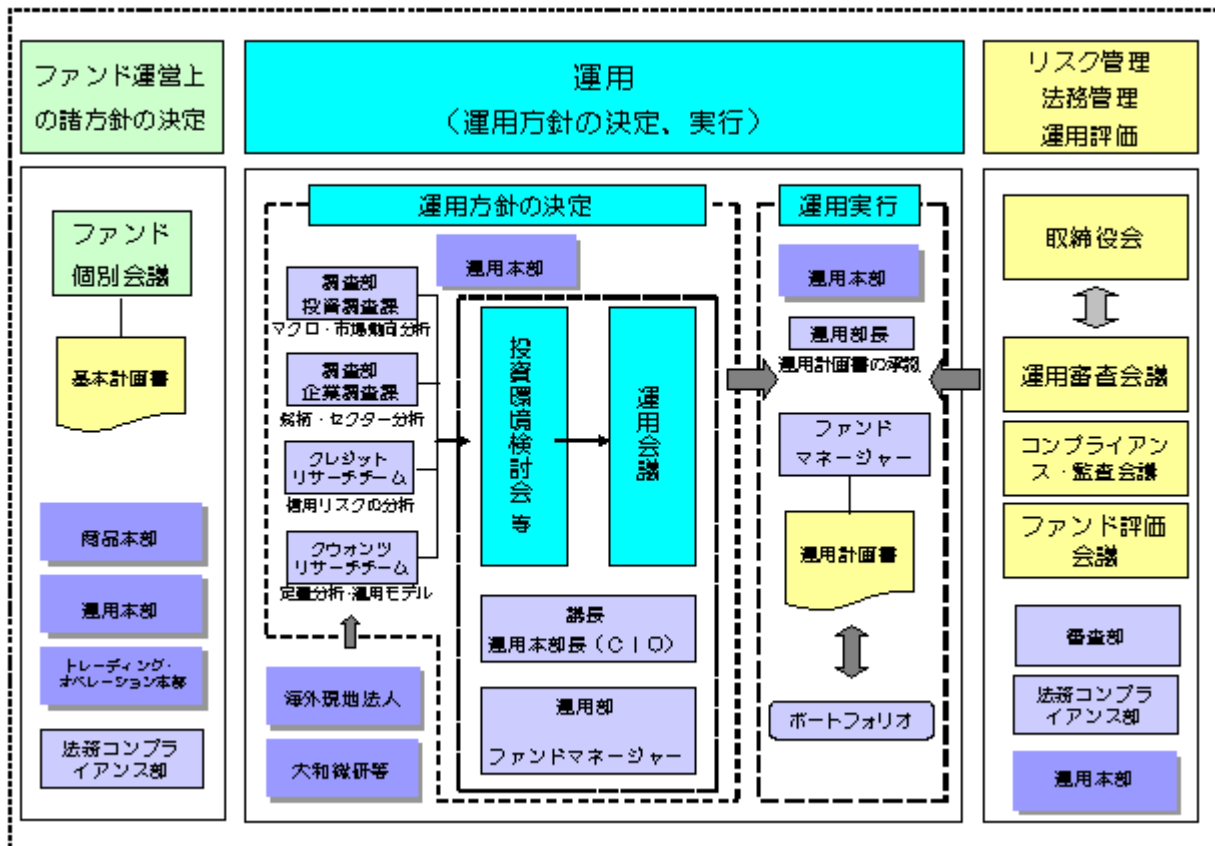 ファンド運営上
の諸方針の決定
運用
（運用方針の決定、実行）
リスク管理
法務管理
運用評価
ファンド
個別会議
基本計画書
商品本部
運用本部
トレーディング・
オペレーション本部
法務コンプラ
イアンス部
運用方針の決定
運用本部
調査部
投資調査課
マクロ・市場動向分析
調査部
企業調査課
銘柄・セクター分析
クレジット
リサーチチーム
信用リスクの分析
クウォンツ
リサーチチーム
定量分析・運用モデル
海外現地法人
大和総研等
投資環境検討会 等
運用会議
議長
運用本部長（ＣＩＯ）
運用部
ファンドマネージャー
運用実行
運用本部
運用部長
運用計画書の承認
ファンド
マネージャー
運用計画書
ポートフォリオ
取締役会
運用審査会議
コンプライアン
ス・監査会議
ファンド評価
会議
審査部
法務コンプラ
イアンス部
運用本部